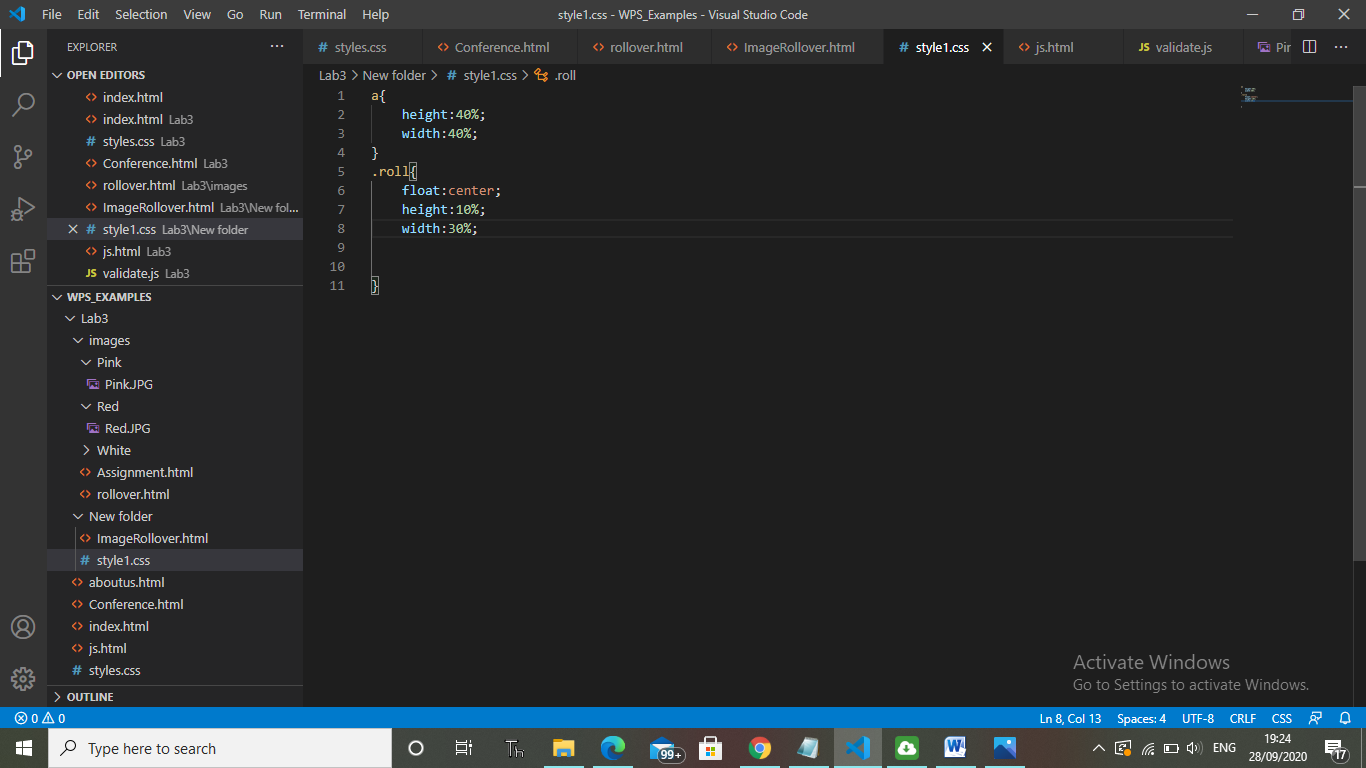 File Edit Selection View Go Run Terminal Help style1.css - WPS_Examples - Visual Studio Code
EXPLORER
styles.css Conference.html rollover.html ImageRollover.html style1.css js.html validate.js
OPEN EDITORS
index.html
index.html Lab3
styles.css Lab3
Conference.html Lab3
rollover.html Lab3\images
ImageRollover.html Lab3\New fol...
style1.css Lab3\New folder
js.html Lab3
validate.js Lab3
WPS_EXAMPLES
Lab3
images
Pink
Pink.JPG
Red
Red.JPG
White
Assignment.html
rollover.html
New folder
ImageRollover.html
style1.css
aboutus.html
Conference.html
index.html
js.html
styles.css
OUTLINE
Lab3 > New folder > # style1.css > .roll
1 a{
2 height:40%;
3 width:40%;
4 }
5 .roll{
6 float:center;
7 height:10%;
8 width:30%;
9
10
11 }
Activate Windows
Go to Settings to activate Windows.
0 0 Ln 8, Col 13 Spaces: 4 UTF-8 CRLF CSS
Type here to search
99+
ENG
19:24
28/09/2020
17